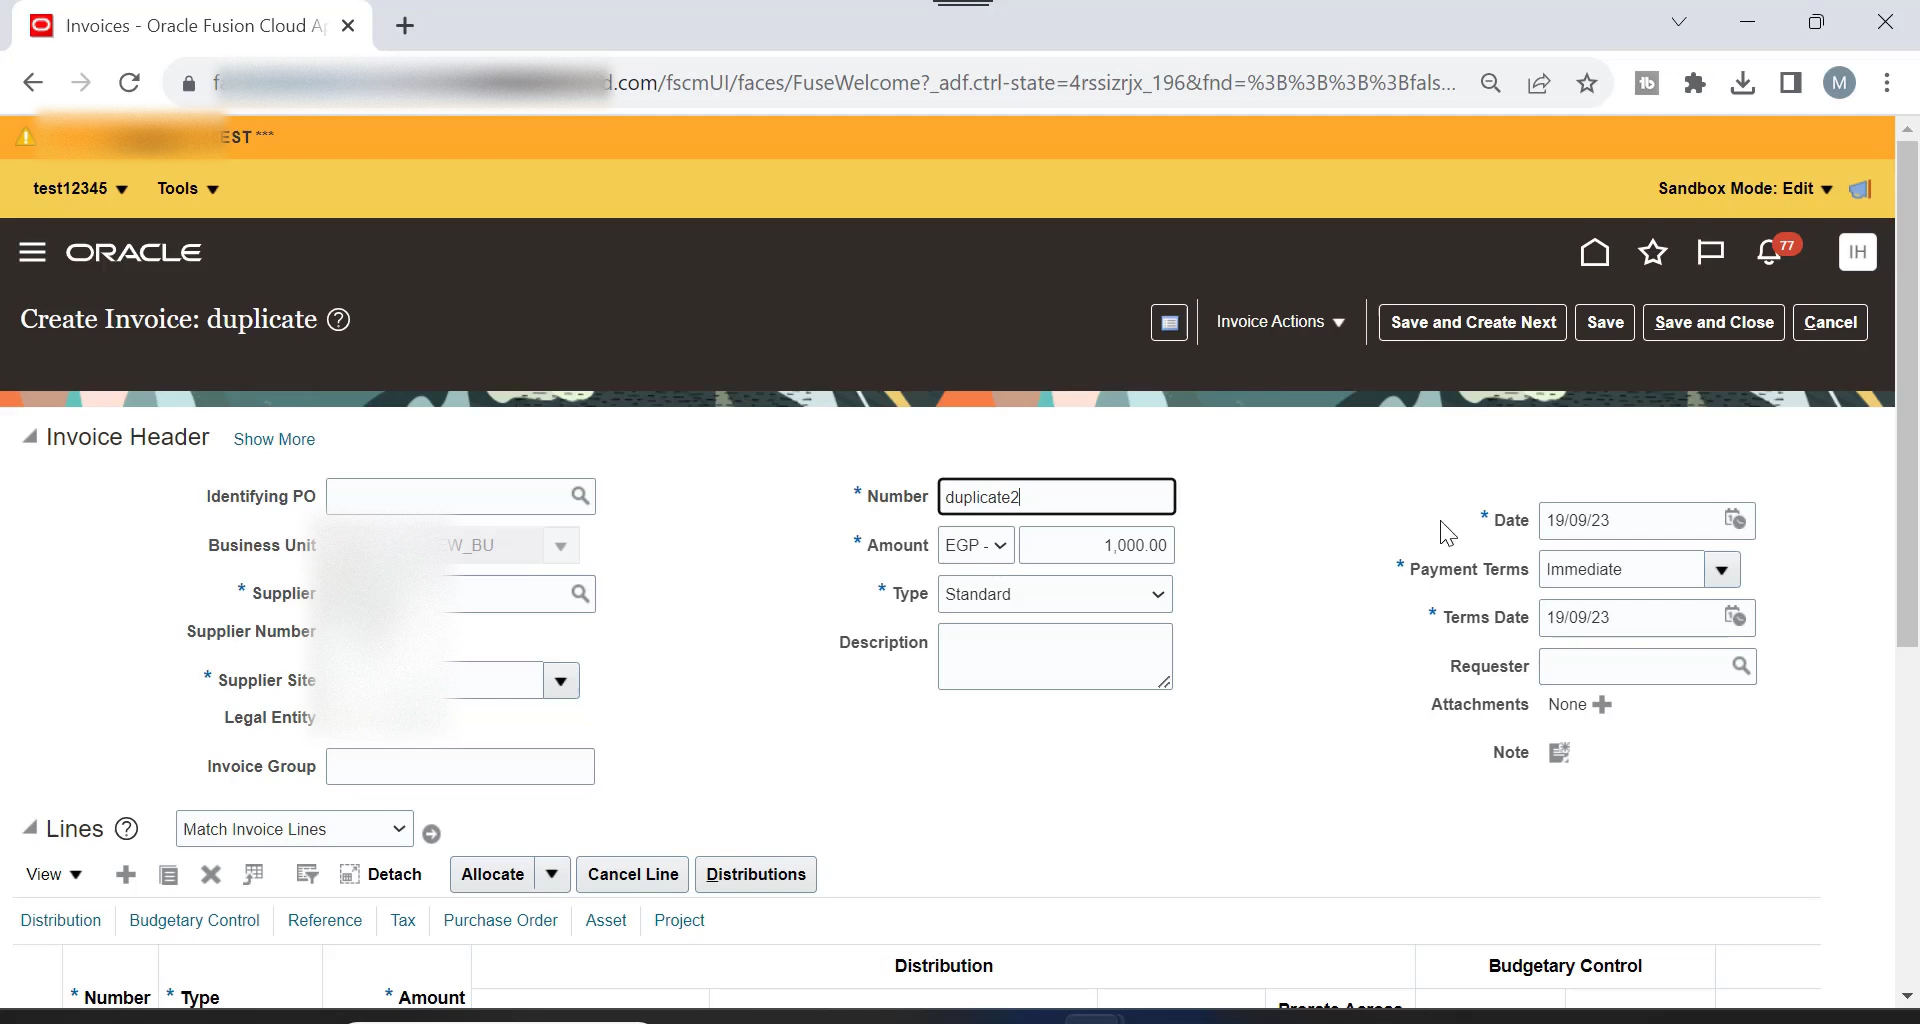 Invoices - Oracle Fusion Cloud A
.com/fscmUI/faces/FuseWelcome?_adf.ctrl-state=4rssizrjx_196&fnd=%3B%3B%3B%3Bfals...
M
EST ***
test12345 Tools Sandbox Mode: Edit
ORACLE 77 IH
Create Invoice: duplicate Invoice Actions Save and Create Next Save Save and Close Cancel
Invoice Header Show More
Identifying PO
Business Unit W_BU
* Supplier
Supplier Number
* Supplier Site
Legal Entity
Invoice Group
* Number duplicate2
* Amount EGP - 1,000.00
* Type Standard
Description
* Date 19/09/23
* Payment Terms Immediate
* Terms Date 19/09/23
Requester
Attachments None
Note
Lines Match Invoice Lines
View Detach Allocate Cancel Line Distributions
Distribution Budgetary Control Reference Tax Purchase Order Asset Project
Distribution Budgetary Control
* Number * Type * Amount